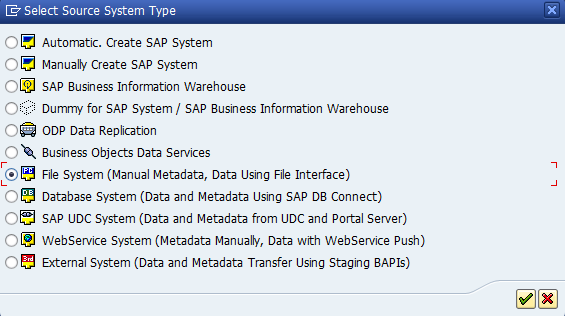 Select Source System Type
Automatic. Create SAP System
Manually Create SAP System
SAP Business Information Warehouse
Dummy for SAP System / SAP Business Information Warehouse
ODP Data Replication
Business Objects Data Services
File System (Manual Metadata, Data Using File Interface)
DB Database System (Data and Metadata Using SAP DB Connect)
SAP UDC System (Data and Metadata from UDC and Portal Server)
WebService System (Metadata Manually, Data with WebService Push)
3rd External System (Data and Metadata Transfer Using Staging BAPIs)